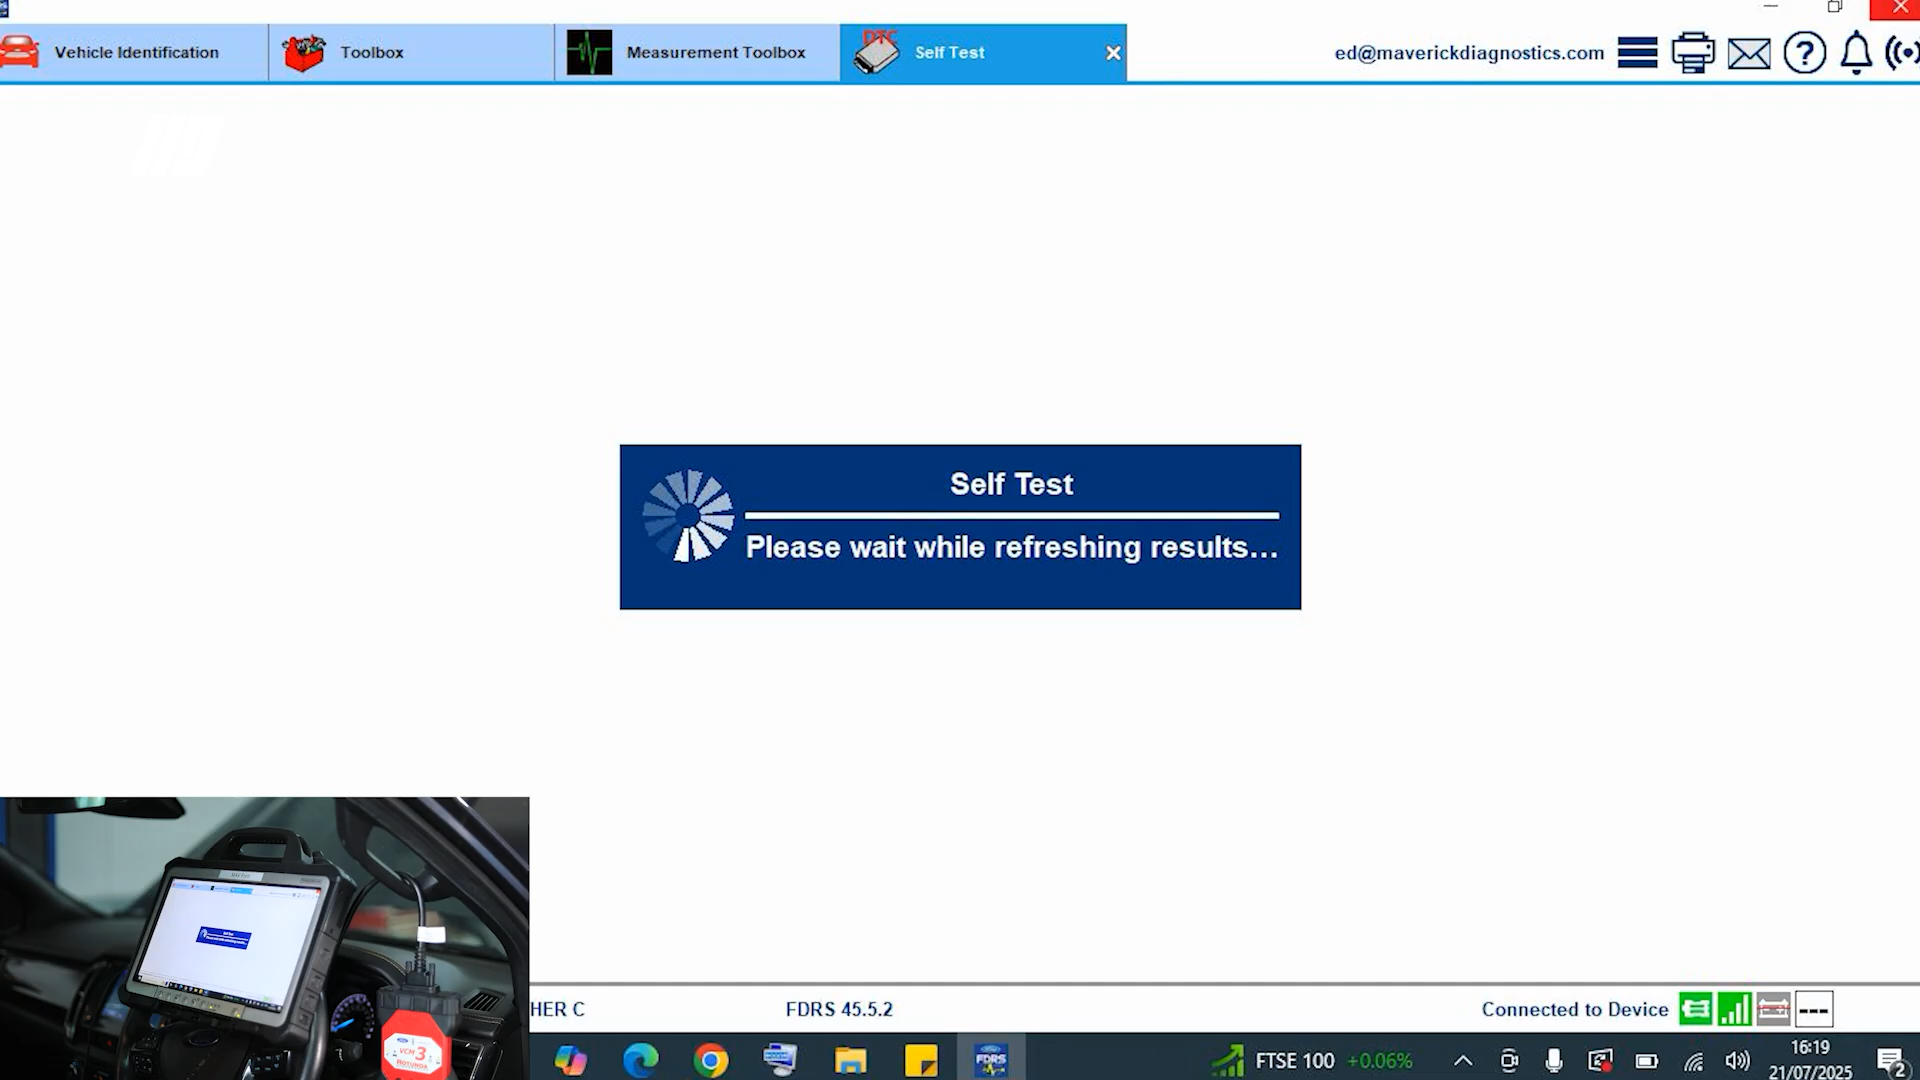 Vehicle Identification
Toolbox
Measurement Toolbox
DTC
Self Test
ed@maverickdiagnostics.com
Self Test
Please wait while refreshing results...
HER C
FDRS 45.5.2
Connected to Device
---
VCM 3
ROTUNDA
FDRS
FTSE 100 +0.06%
16:19
21/07/2025
2